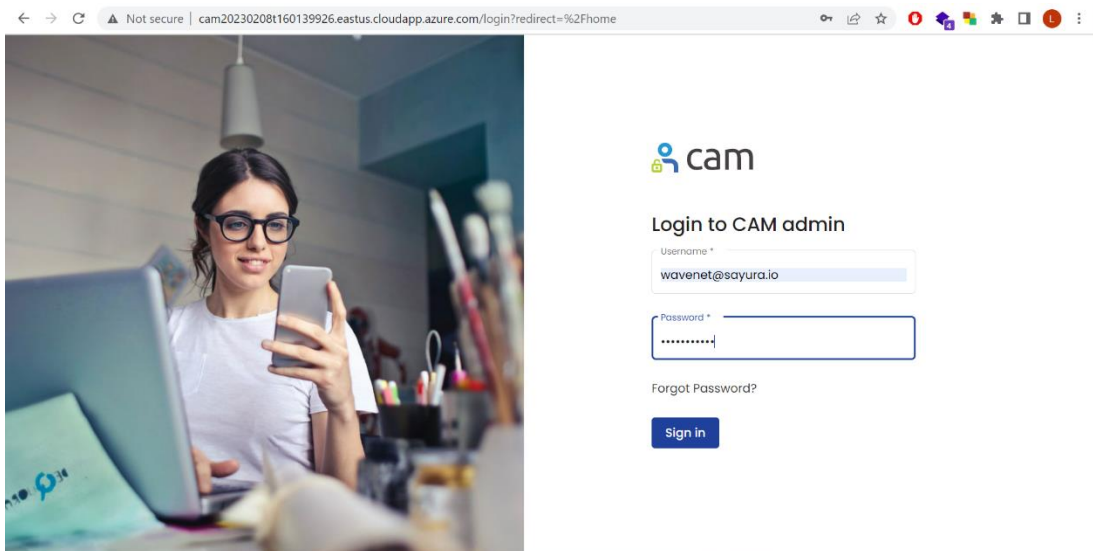 Not secure | cam20230208t160139926.eastus.cloudapp.azure.com/login?redirect=%2Fhome
4
L
cam
Login to CAM admin
Username *
wavenet@sayura.io
Password *
•••••••••••
Forgot Password?
Sign in